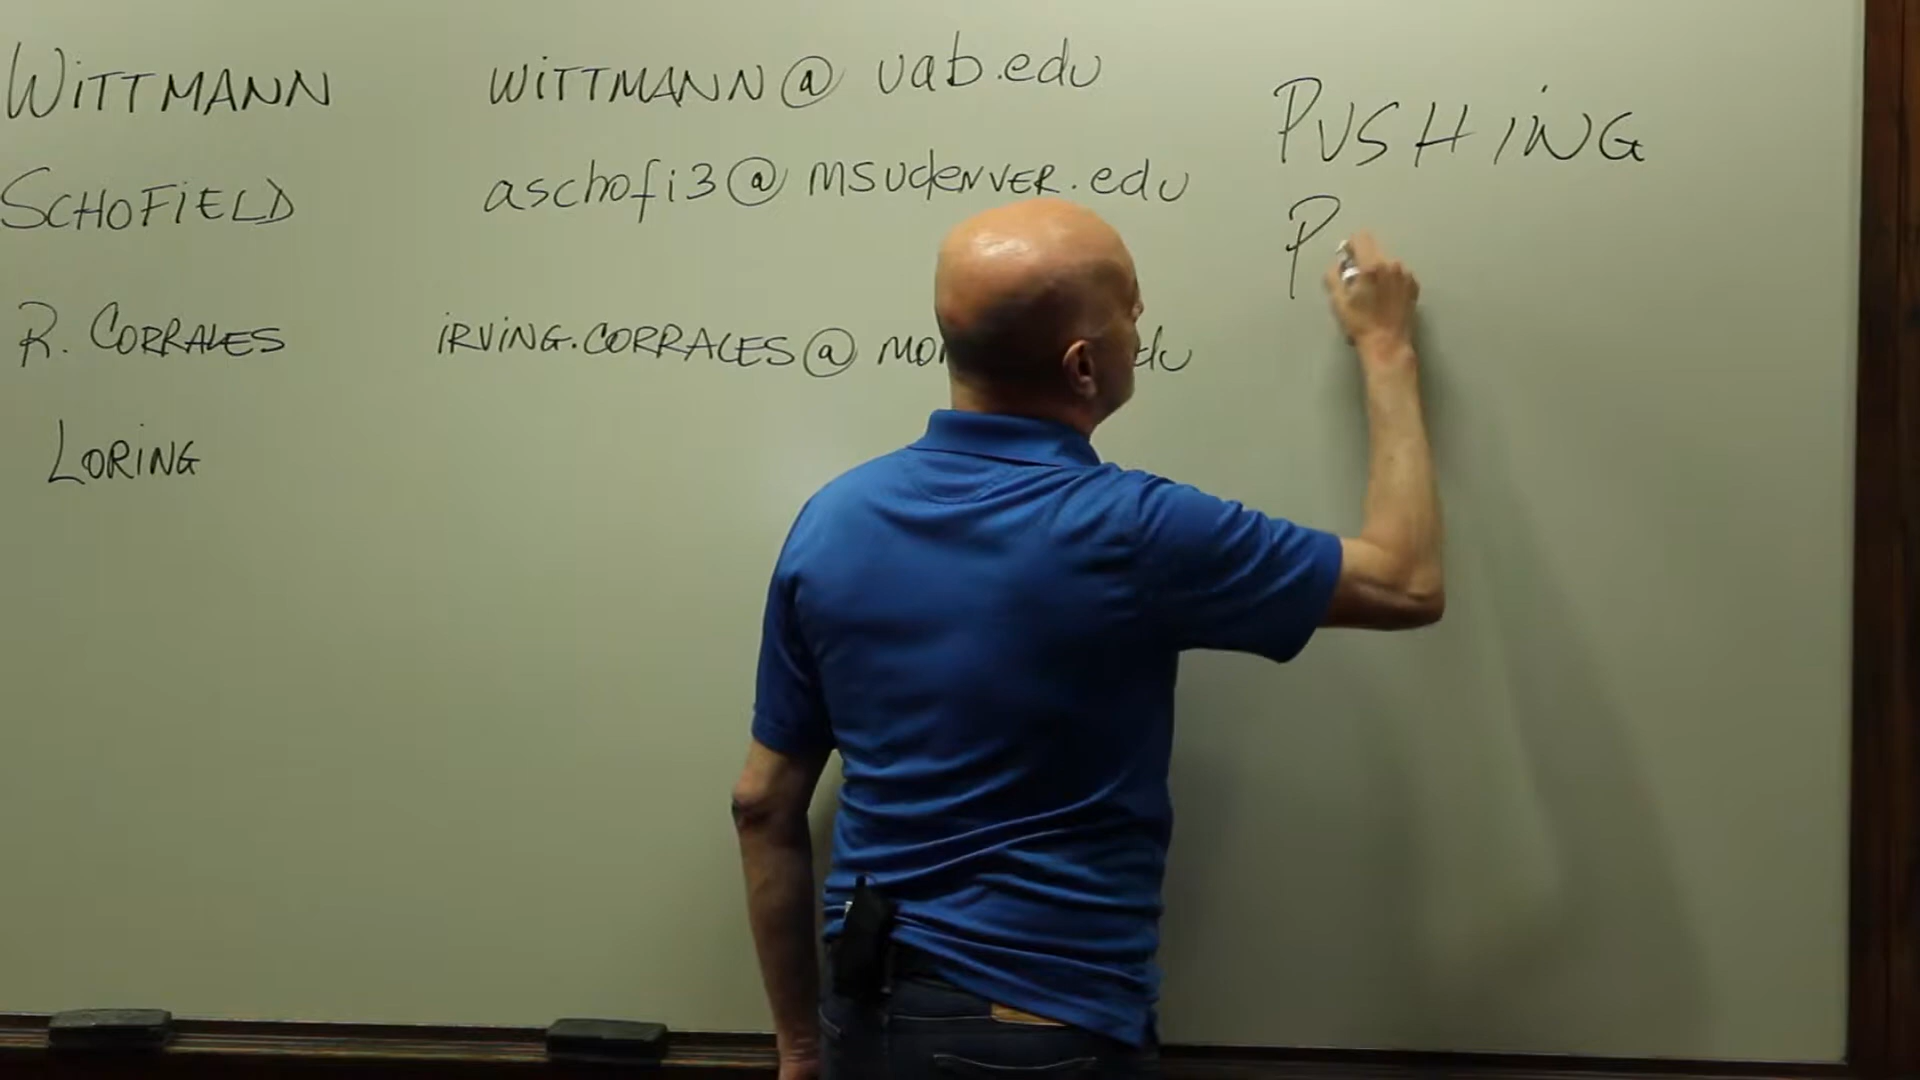 WITTMANN wiTTMANN@uab.edu
SCHOFIELD aschofi3@msudenver.edu
R. CORRALES iRViNG.CORRALES@
LORING
PUSHING
P